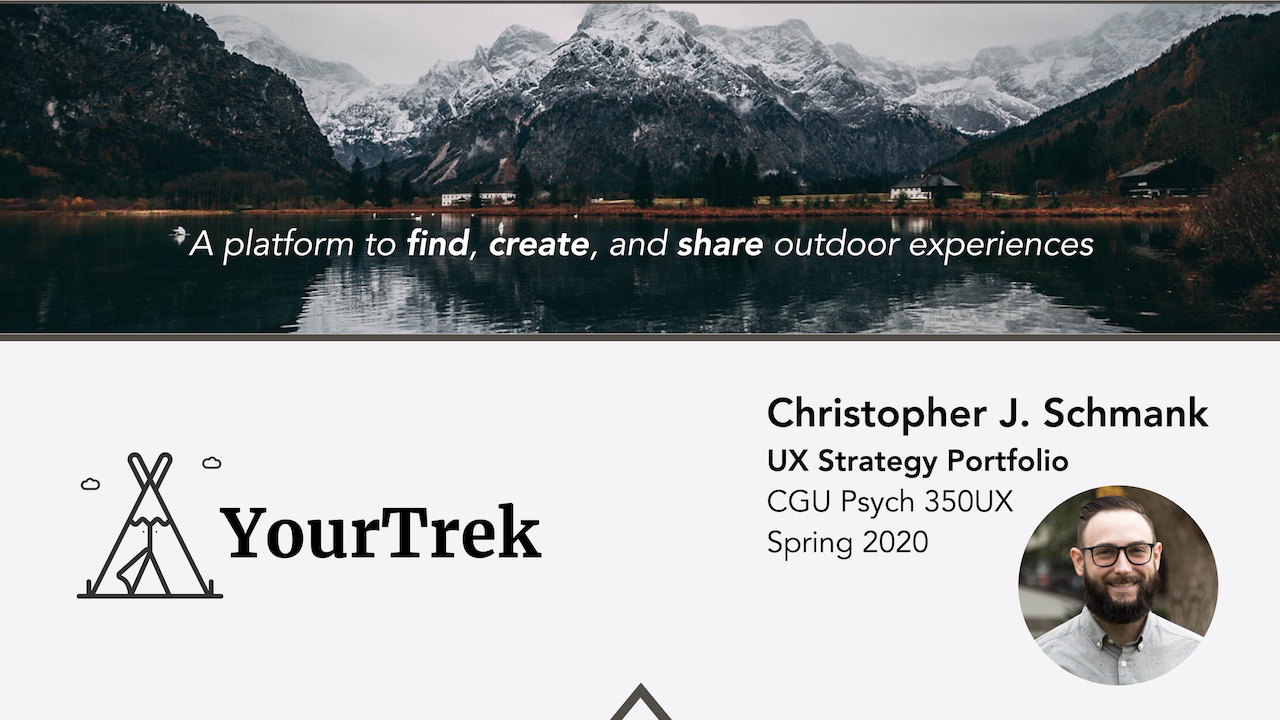 A platform to find, create, and share outdoor experiences
Christopher J. Schmank
UX Strategy Portfolio
CGU Psych 350UX
Spring 2020
YourTrek